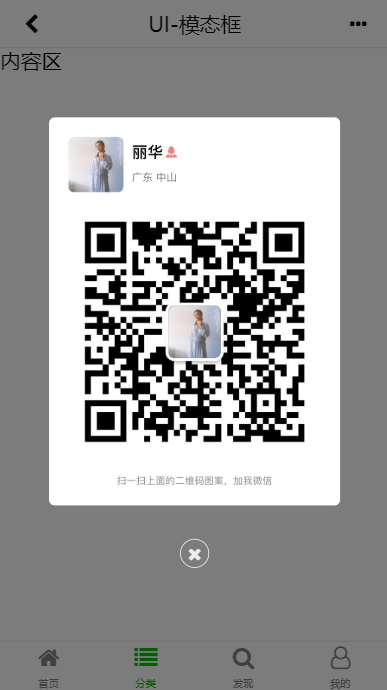 UI-模态框
内容区
丽华
广东 中山
扫一扫上面的二维码图案，加我微信
首页
分类
发现
我的